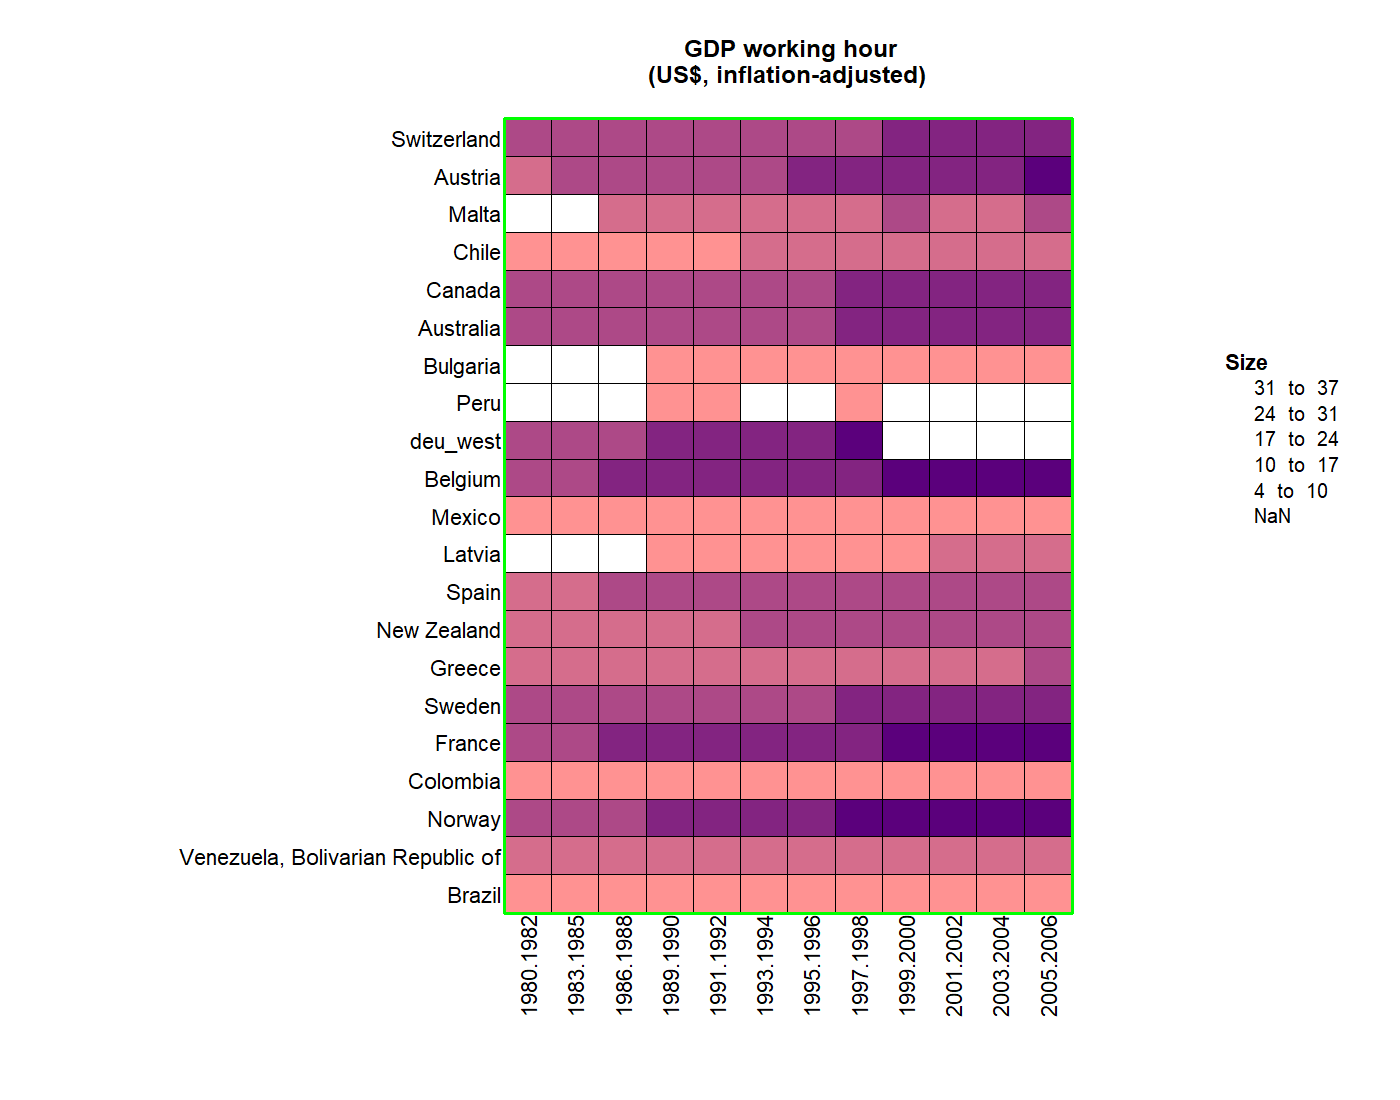 GDP working hour
(US$, inflation-adjusted)
Switzerland
Austria
Malta
Chile
Canada
Australia
Bulgaria
Peru
deu_west
Belgium
Mexico
Latvia
Spain
New Zealand
Greece
Sweden
France
Colombia
Norway
Venezuela, Bolivarian Republic of
Brazil
1980.1982
1983.1985
1986.1988
1989.1990
1991.1992
1993.1994
1995.1996
1997.1998
1999.2000
2001.2002
2003.2004
2005.2006
Size
31 to 37
24 to 31
17 to 24
10 to 17
4 to 10
NaN